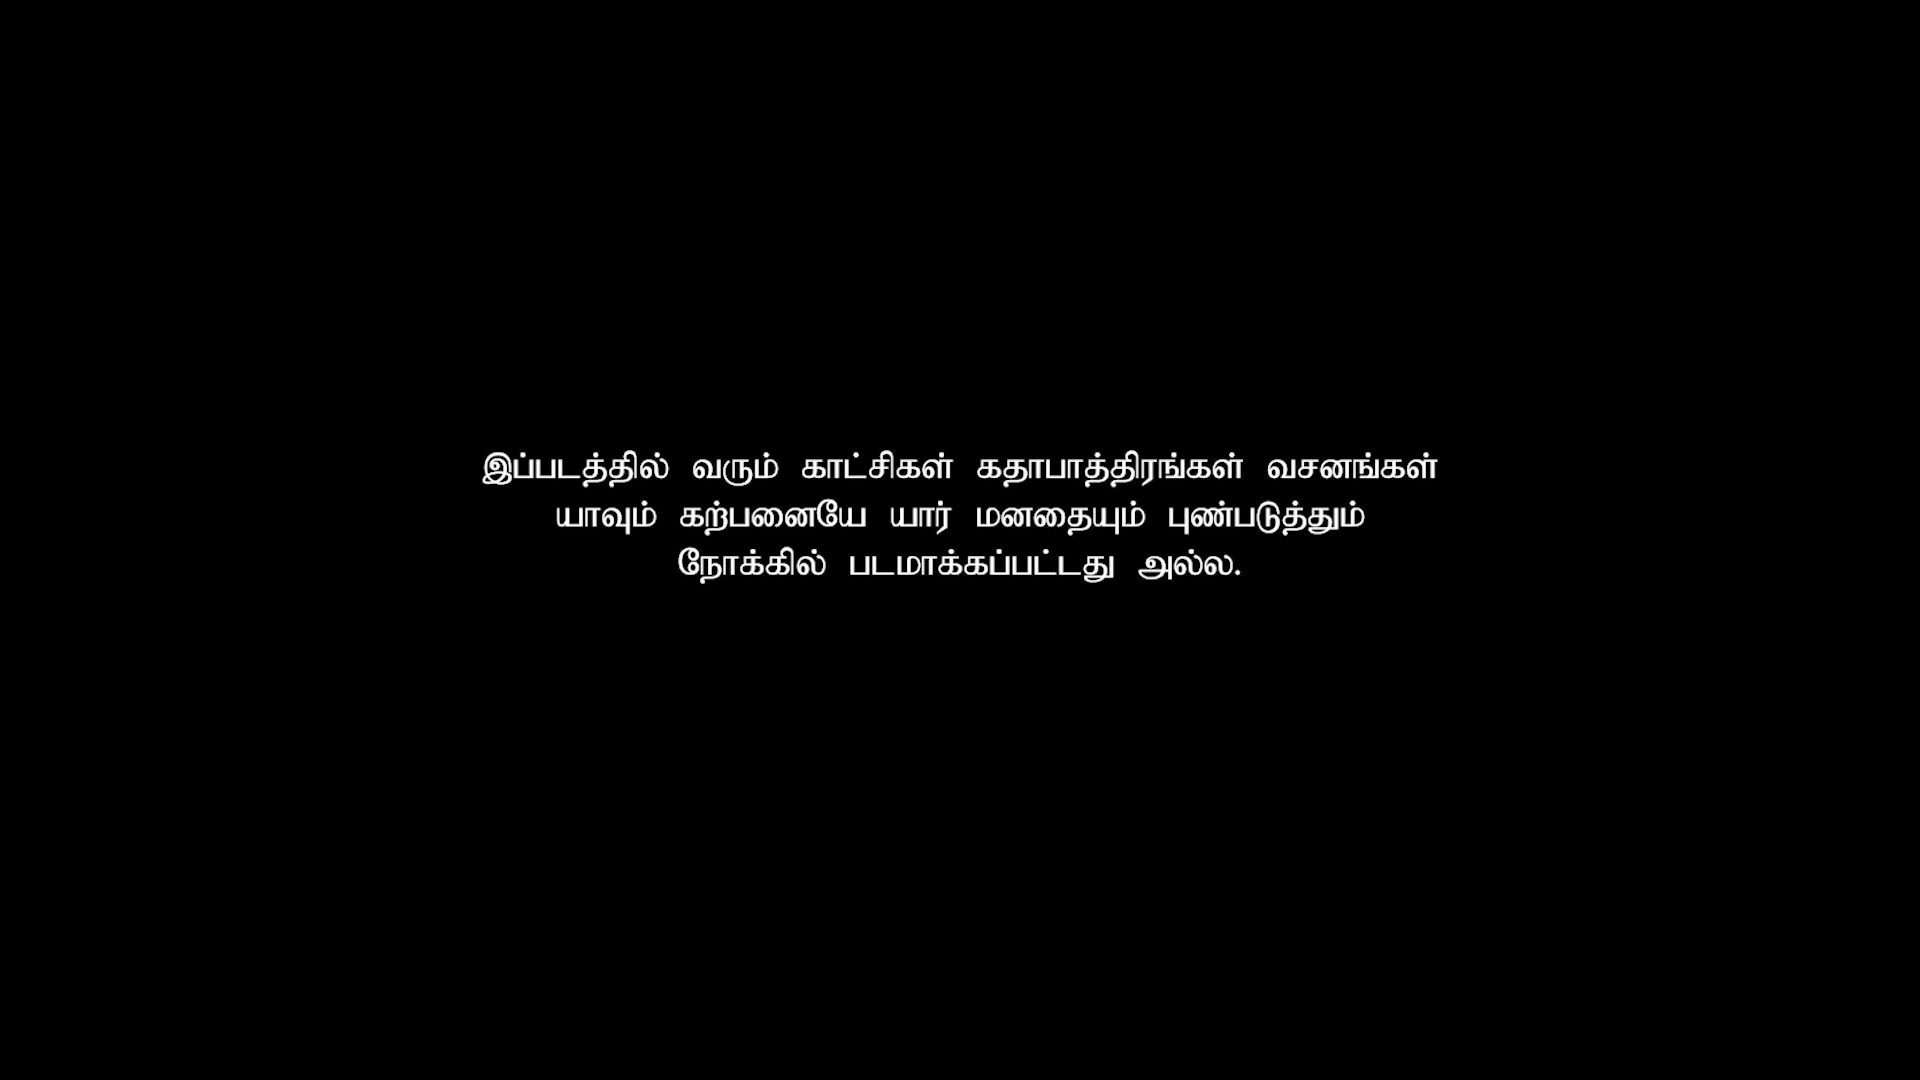 இப்படத்தில் வரும் காட்சிகள் கதாபாத்திரங்கள் வசனங்கள்
யாவும் கற்பனையே யார் மனதையும் புண்படுத்தும்
நோக்கில் படமாக்கப்பட்டது அல்ல.